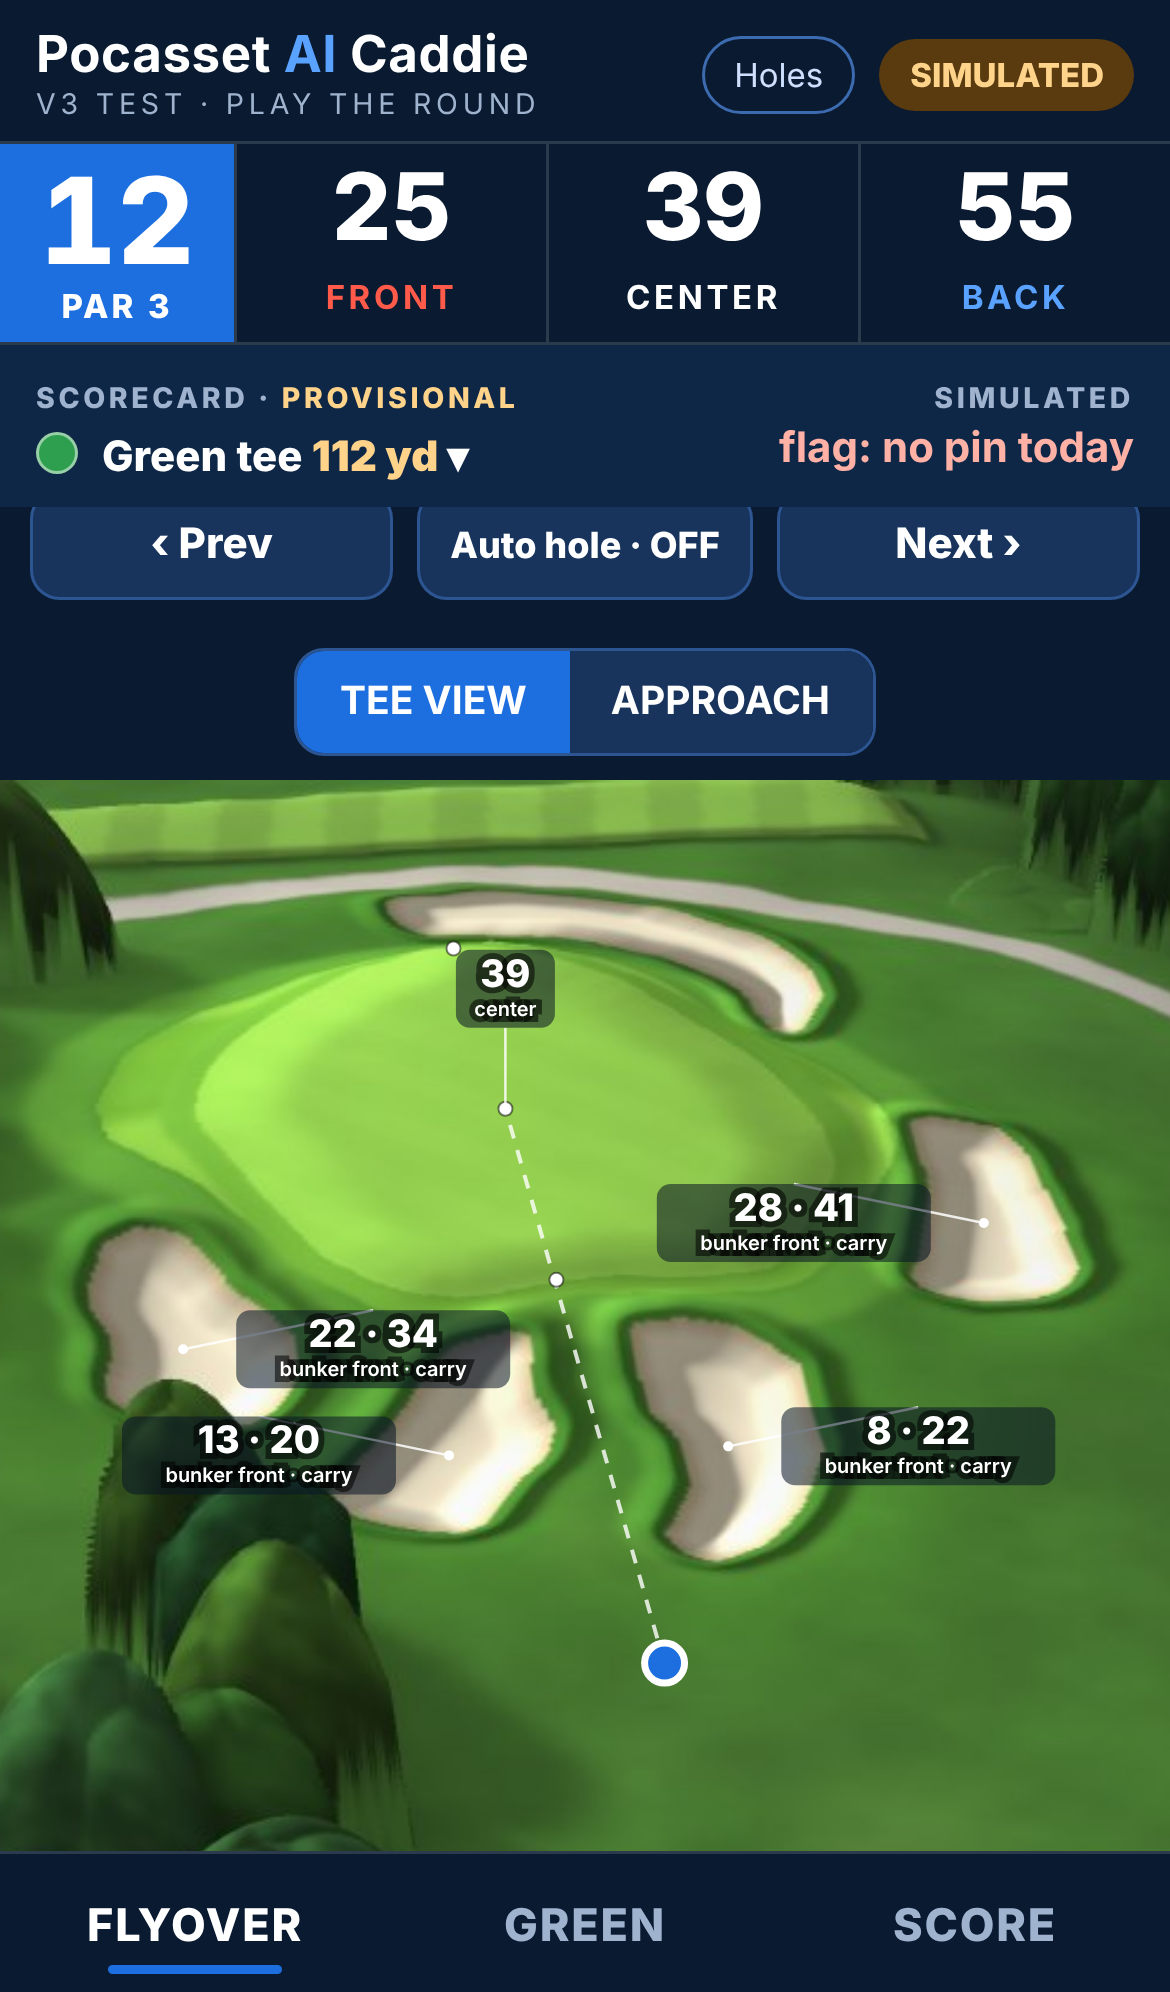 Pocasset AI Caddie
V3 TEST · PLAY THE ROUND
Holes
SIMULATED
12
PAR 3
25
FRONT
39
CENTER
55
BACK
SCORECARD · PROVISIONAL
Green tee 112 yd ▾
SIMULATED
flag: no pin today
‹ Prev
Auto hole · OFF
Next ›
TEE VIEW
APPROACH
39
center
28 · 41
bunker front · carry
22 · 34
bunker front · carry
13 · 20
bunker front · carry
8 · 22
bunker front · carry
FLYOVER
GREEN
SCORE